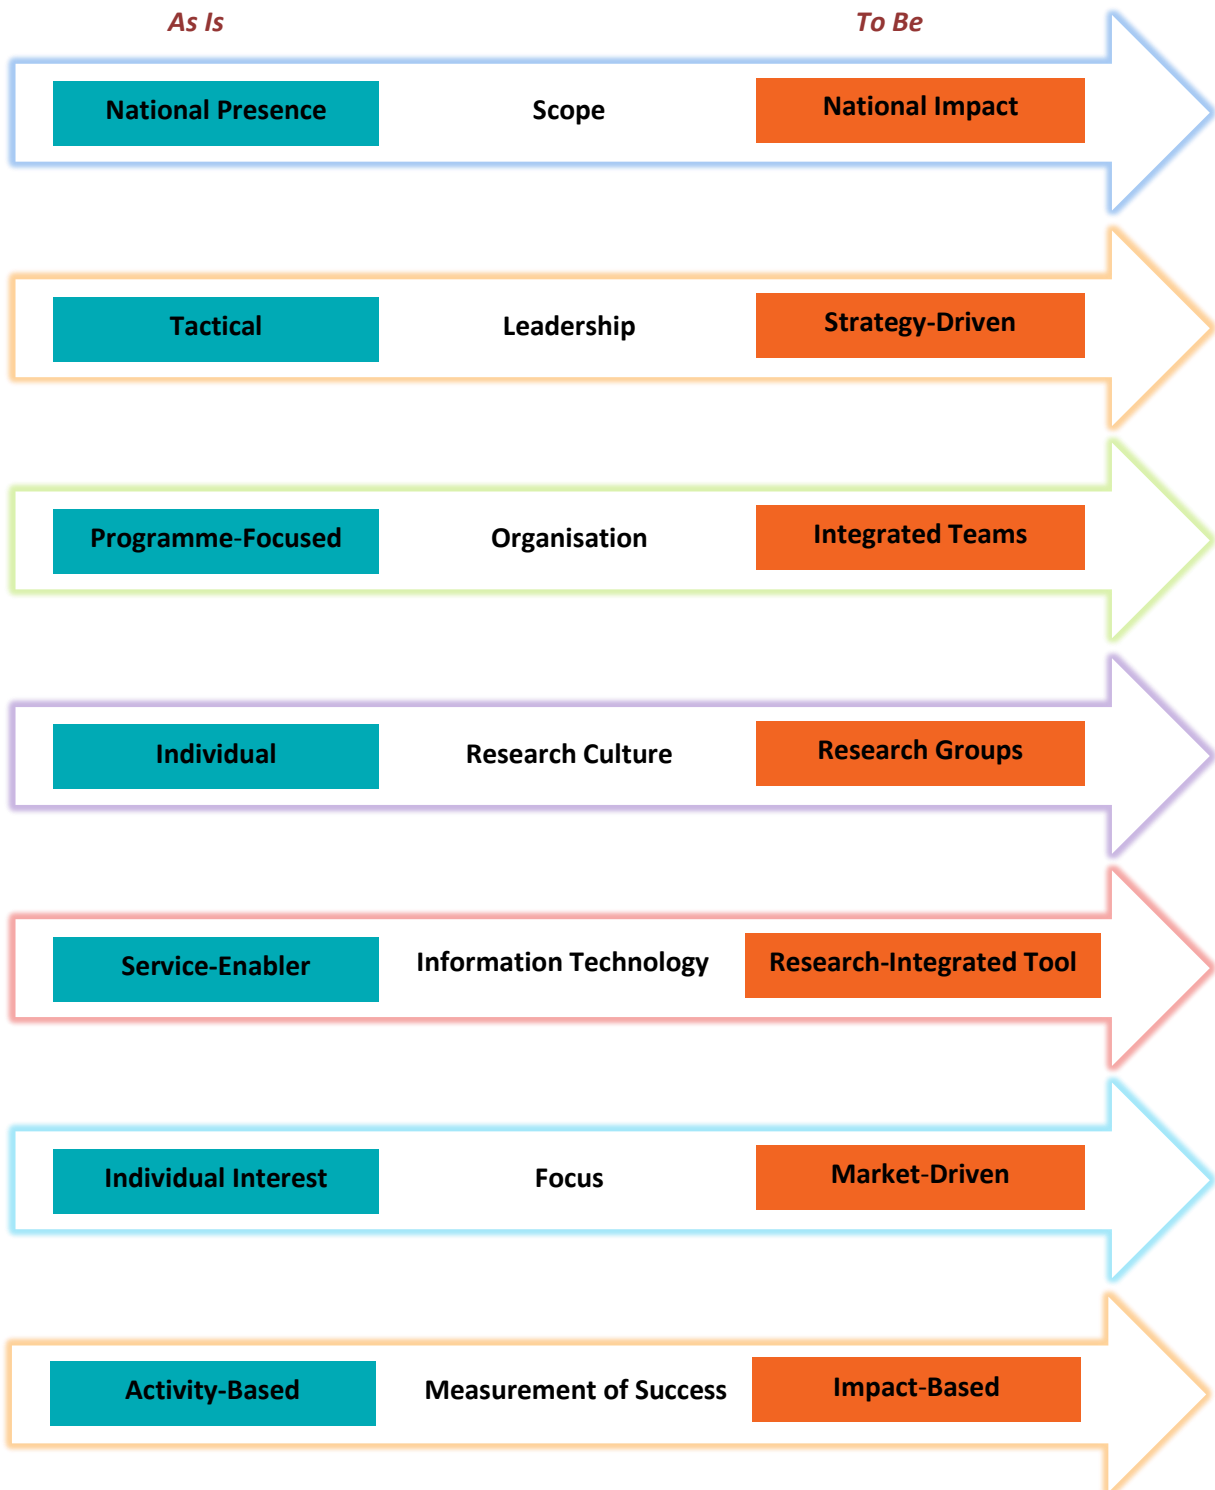 As Is To Be
National Presence Scope National Impact
Tactical Leadership Strategy-Driven
Programme-Focused Organisation Integrated Teams
Individual Research Culture Research Groups
Service-Enabler Information Technology Research-Integrated Tool
Individual Interest Focus Market-Driven
Activity-Based Measurement of Success Impact-Based